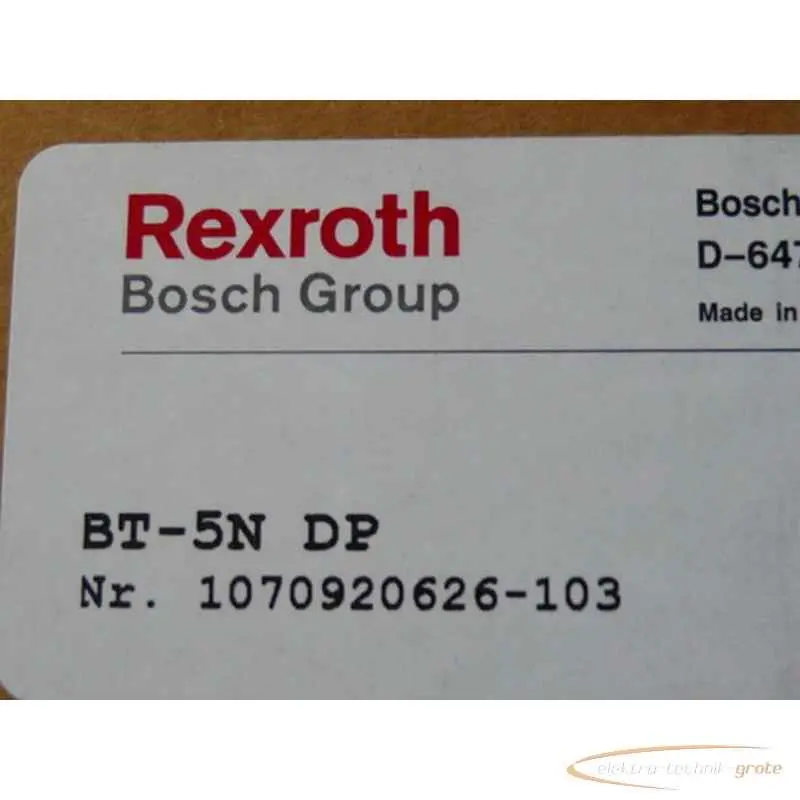 Rexroth
Bosch Group
Bosch
D-647
Made in
BT-5N DP
Nr. 1070920626-103
elektro-technik-grote